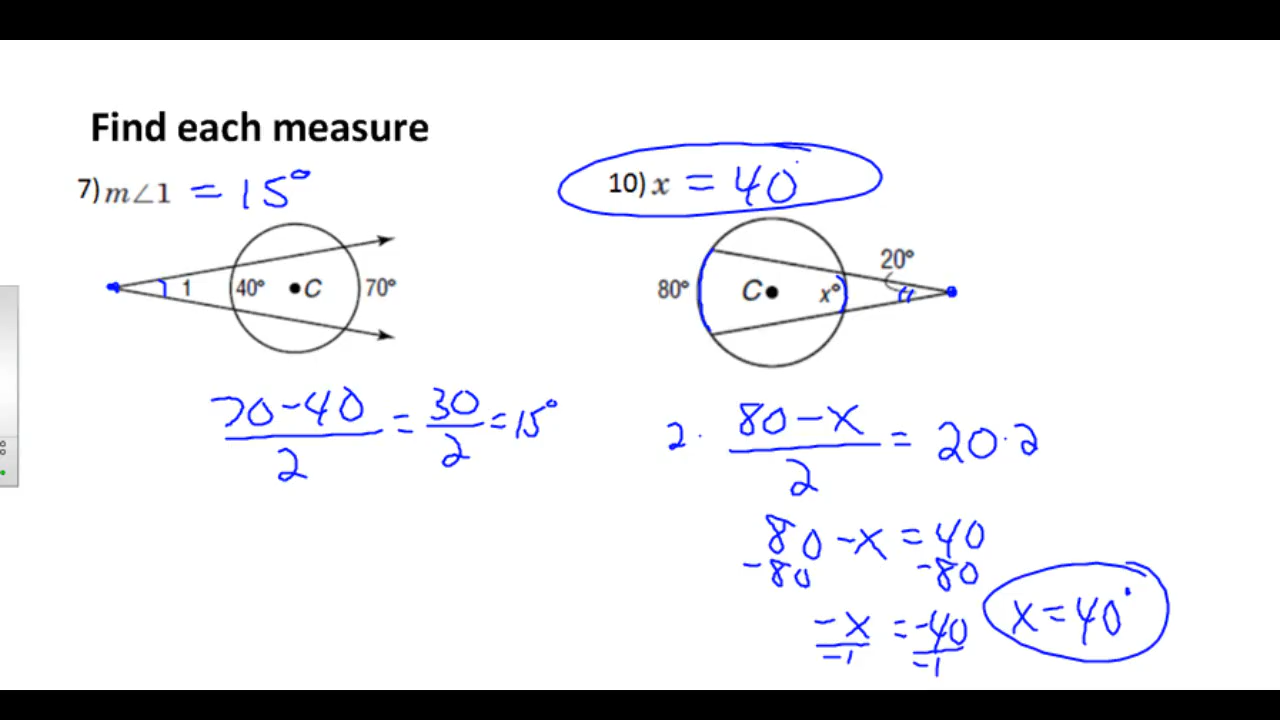 Find each measure
7) m∠1 = 15°
1 40° C 70°
70-40/2 = 30/2 = 15°
10) x = 40°
80° C x° 20°
2· 80-x/2 = 20·2
80-x = 40
-80 -80
-x/-1 = -40/-1
x = 40°